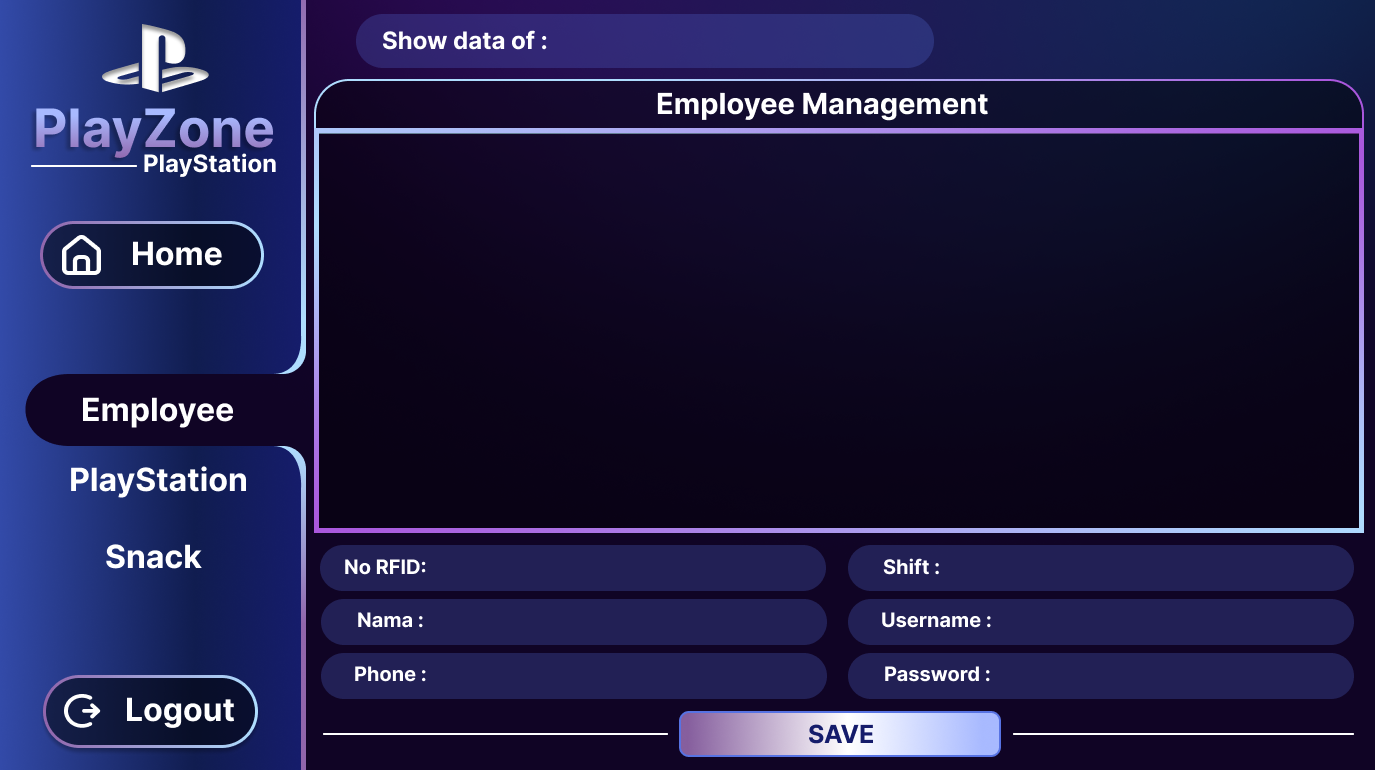 PlayZone
PlayStation
Home
Employee
PlayStation
Snack
Logout
Show data of :
Employee Management
No RFID:
Shift :
Nama :
Username :
Phone :
Password :
SAVE